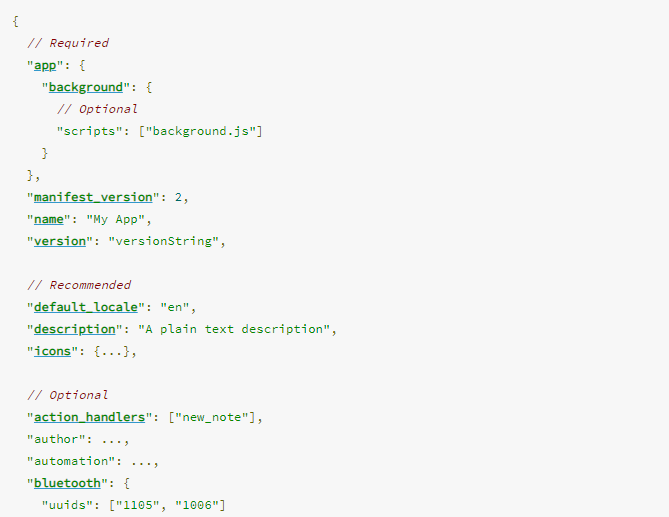 {
// Required
"app": {
"background": {
// Optional
"scripts": ["background.js"]
}
},
"manifest_version": 2,
"name": "My App",
"version": "versionString",
// Recommended
"default_locale": "en",
"description": "A plain text description",
"icons": {...},
// Optional
"action_handlers": ["new_note"],
"author": ...,
"automation": ...,
"bluetooth": {
"uuids": ["1105", "1006"]